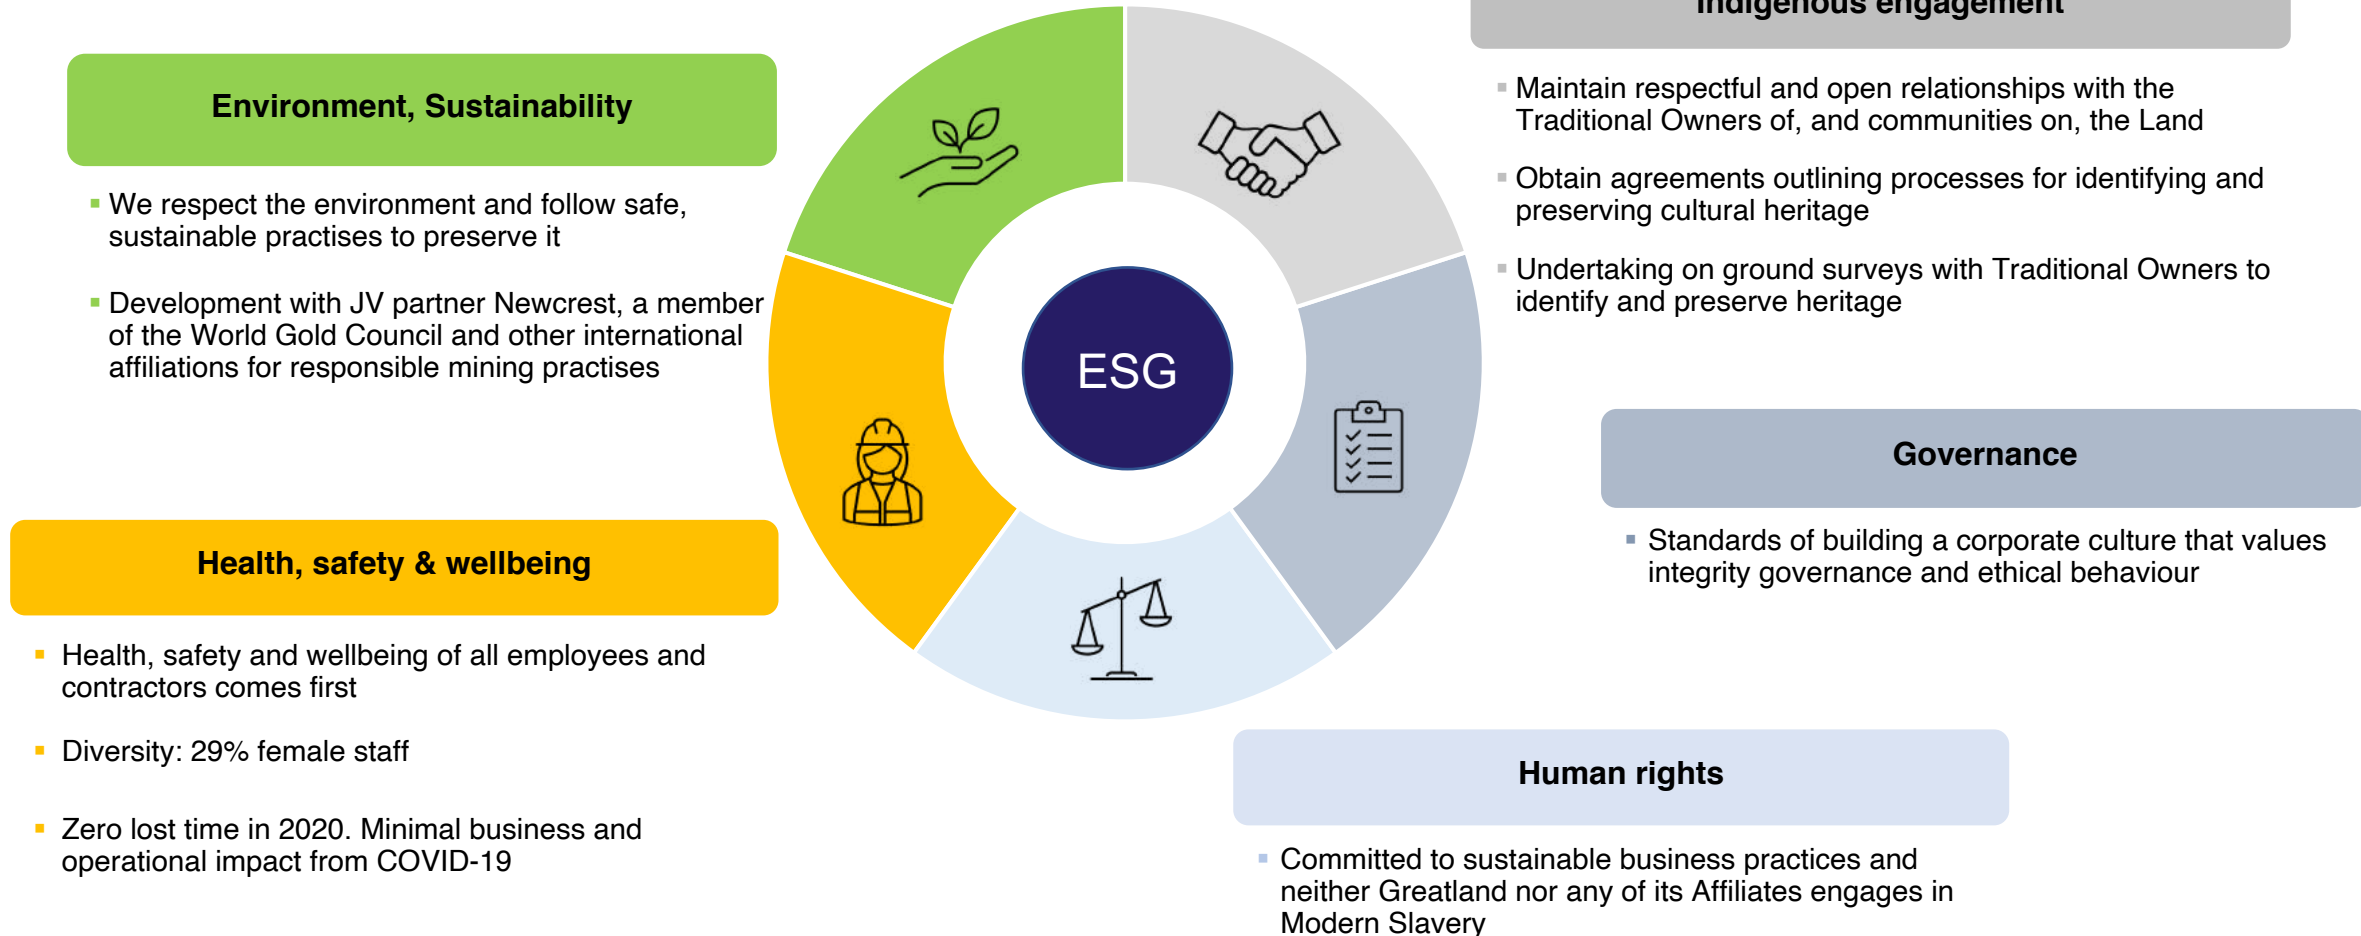 Environment, Sustainability
▪ We respect the environment and follow safe,
sustainable practises to preserve it
▪ Development with JV partner Newcrest, a member
of the World Gold Council and other international
affiliations for responsible mining practises
Health, safety & wellbeing
▪ Health, safety and wellbeing of all employees and
contractors comes first
▪ Diversity: 29% female staff
▪ Zero lost time in 2020. Minimal business and
operational impact from COVID-19
ESG
Indigenous engagement
▪ Maintain respectful and open relationships with the
Traditional Owners of, and communities on, the Land
▪ Obtain agreements outlining processes for identifying and
preserving cultural heritage
▪ Undertaking on ground surveys with Traditional Owners to
identify and preserve heritage
Governance
▪ Standards of building a corporate culture that values
integrity governance and ethical behaviour
Human rights
▪ Committed to sustainable business practices and
neither Greatland nor any of its Affiliates engages in
Modern Slavery